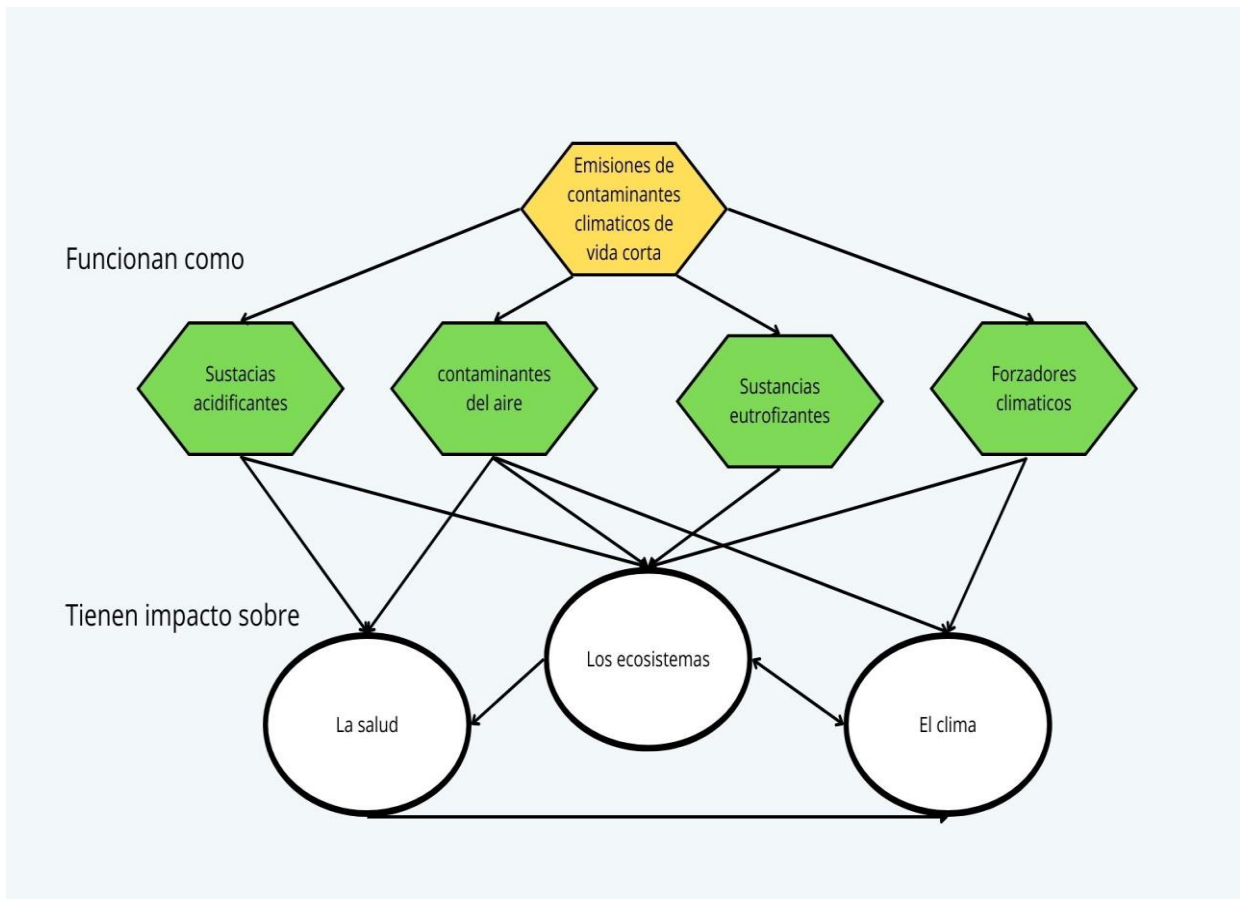 Emisiones de
contaminantes
climaticos de
vida corta
Funcionan como
Sustacias
acidificantes
contaminantes
del aire
Sustancias
eutrofizantes
Forzadores
climaticos
Tienen impacto sobre
Los ecosistemas
La salud
El clima